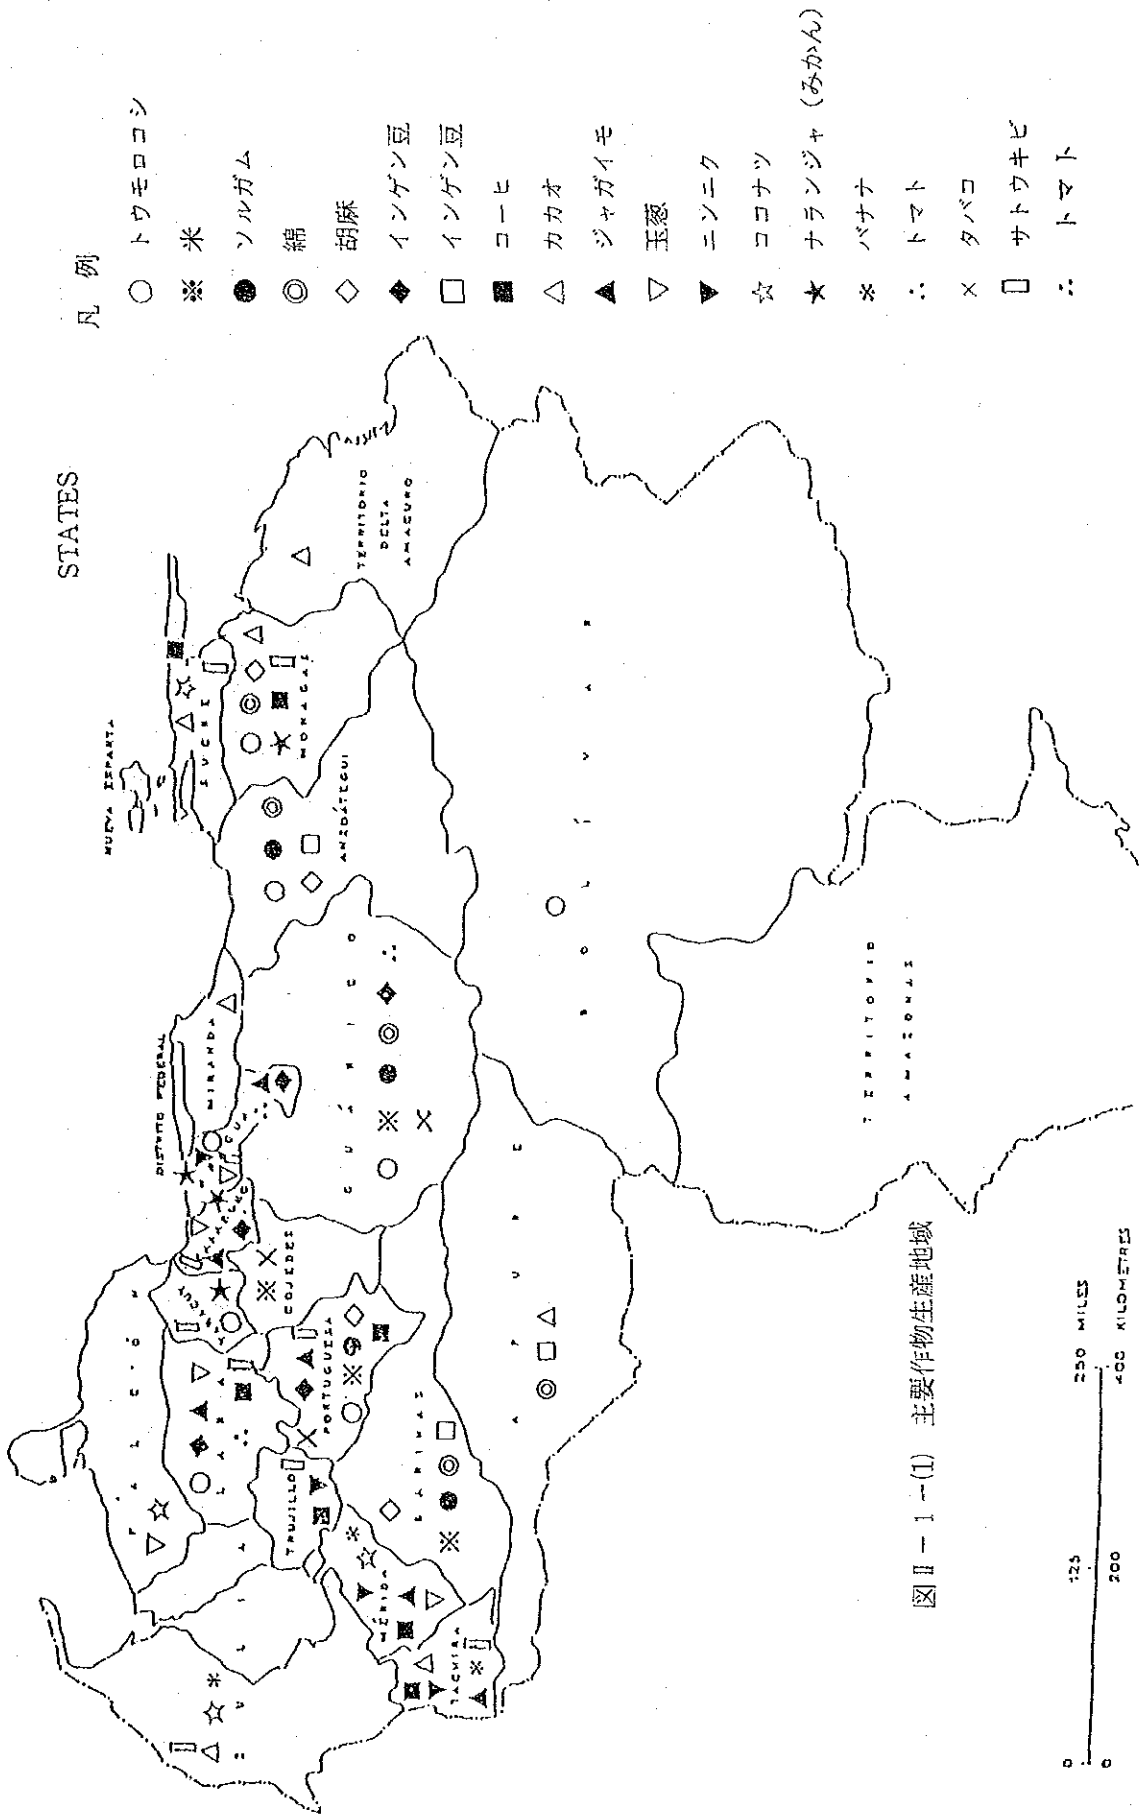 STATES
凡 例
○ トウモロコシ
※ 米
● ソルガム
◎ 綿
◇ 胡麻
◆ インゲン豆
□ インゲン豆
■ コーヒ
△ カカオ
▲ ジャガイモ
▽ 玉葱
▼ ニンニク
☆ ココナツ
★ ナランジャ (みかん)
* バナナ
∴ トマト
× タバコ
▯ サトウキビ
∴ トマト
NUEVA ESPARTA
DISTRITO FEDERAL
SUCRE
MONAGAS
TERRITORIO
DELTA
AMACURO
ANZOÁTEGUI
MIRANDA
GUÁRICO
COJEDES
YARACUY
FALCÓN
LARA
PORTUGUESA
TRUJILLO
MÉRIDA
TACHIRA
BARINAS
APURE
BOLÍVAR
TERRITORIO
AMAZONAS
図Ⅱ-1-(1) 主要作物生産地域
0 125 250 MILES
0 200 400 KILOMETRES